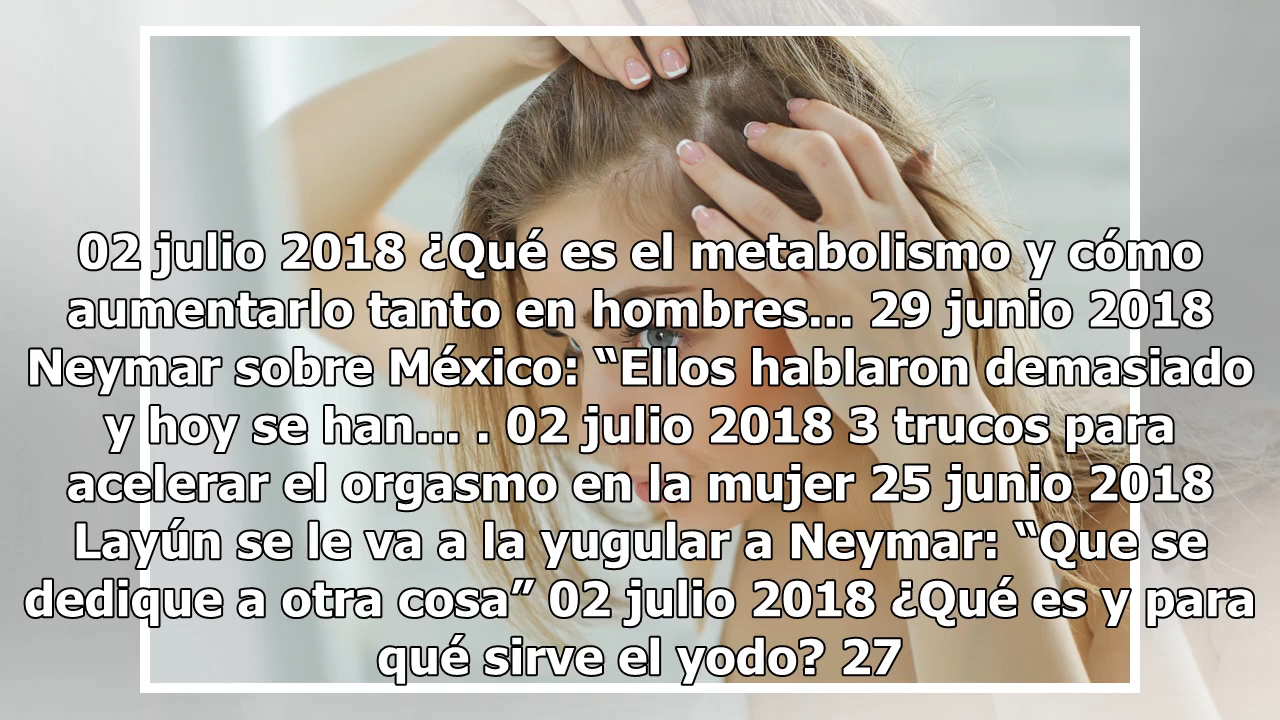 02 julio 2018 ¿Qué es el metabolismo y cómo
aumentarlo tanto en hombres... 29 junio 2018
Neymar sobre México: “Ellos hablaron demasiado
y hoy se han... . 02 julio 2018 3 trucos para
acelerar el orgasmo en la mujer 25 junio 2018
Layún se le va a la yugular a Neymar: “Que se
dedique a otra cosa” 02 julio 2018 ¿Qué es y para
qué sirve el yodo? 27